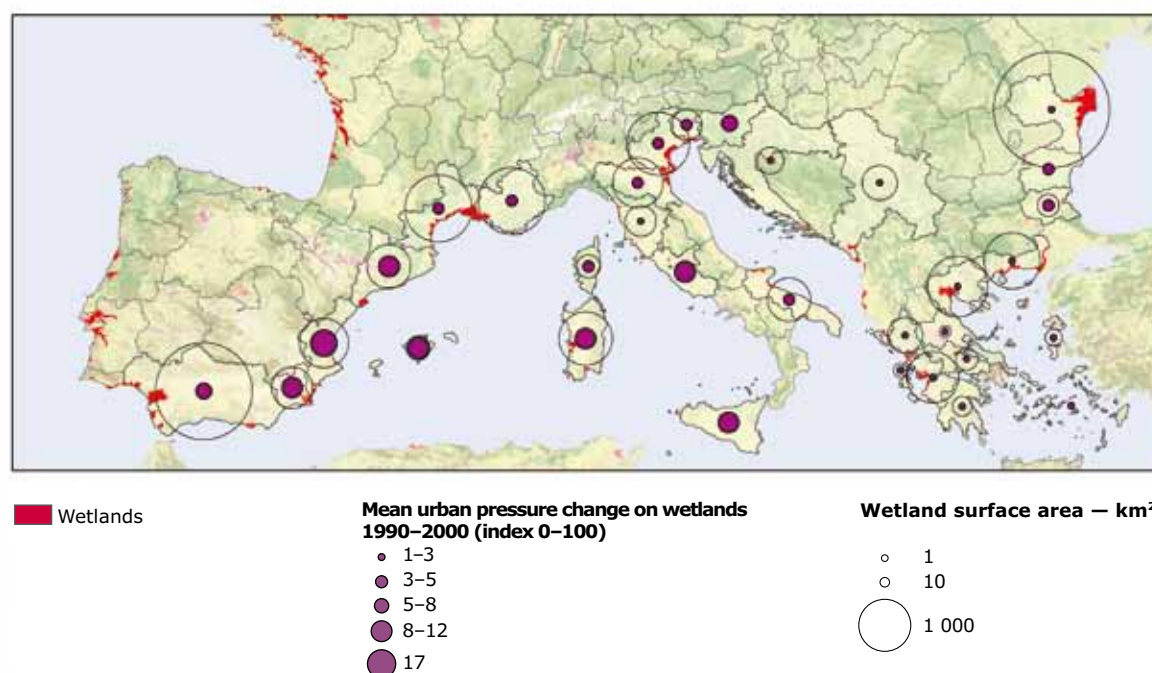 Wetlands
Mean urban pressure change on wetlands
1990–2000 (index 0–100)
1–3
3–5
5–8
8–12
17
Wetland surface area — km²
1
10
1 000